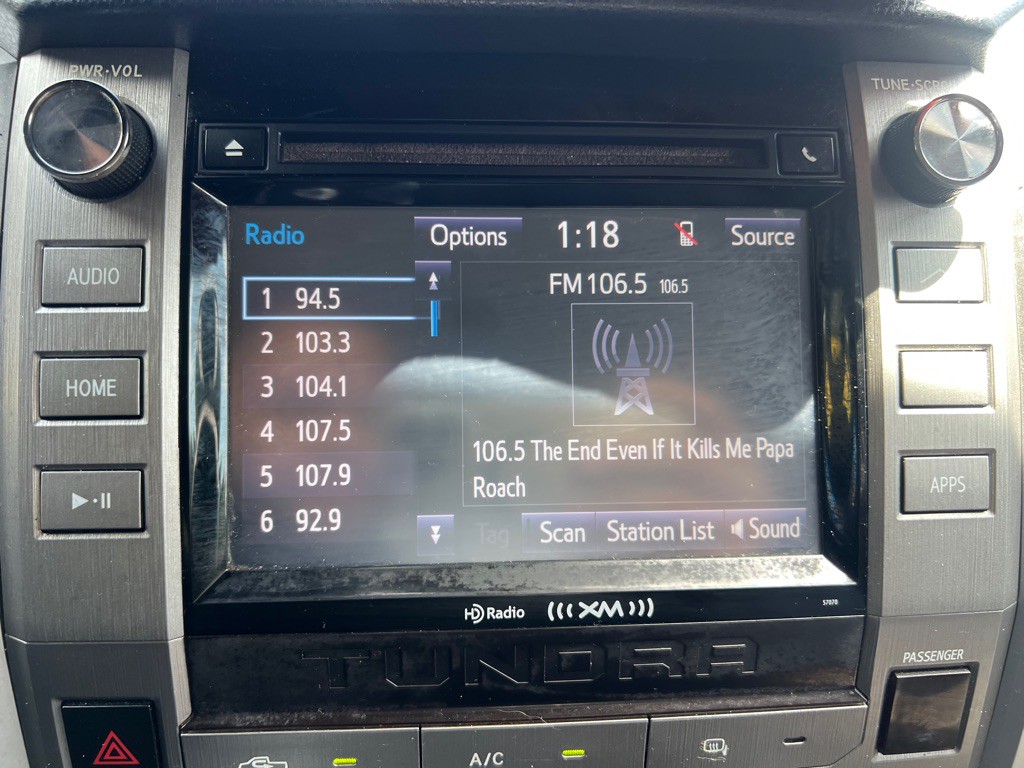 PWR·VOL
TUNE·SCRO
Radio
Options
1:18
Source
1 94.5
2 103.3
3 104.1
4 107.5
5 107.9
6 92.9
FM 106.5 106.5
106.5 The End Even If It Kills Me Papa
Roach
Tag
Scan
Station List
Sound
AUDIO
HOME
APPS
HD Radio
XM
57070
TUNDRA
PASSENGER
A/C